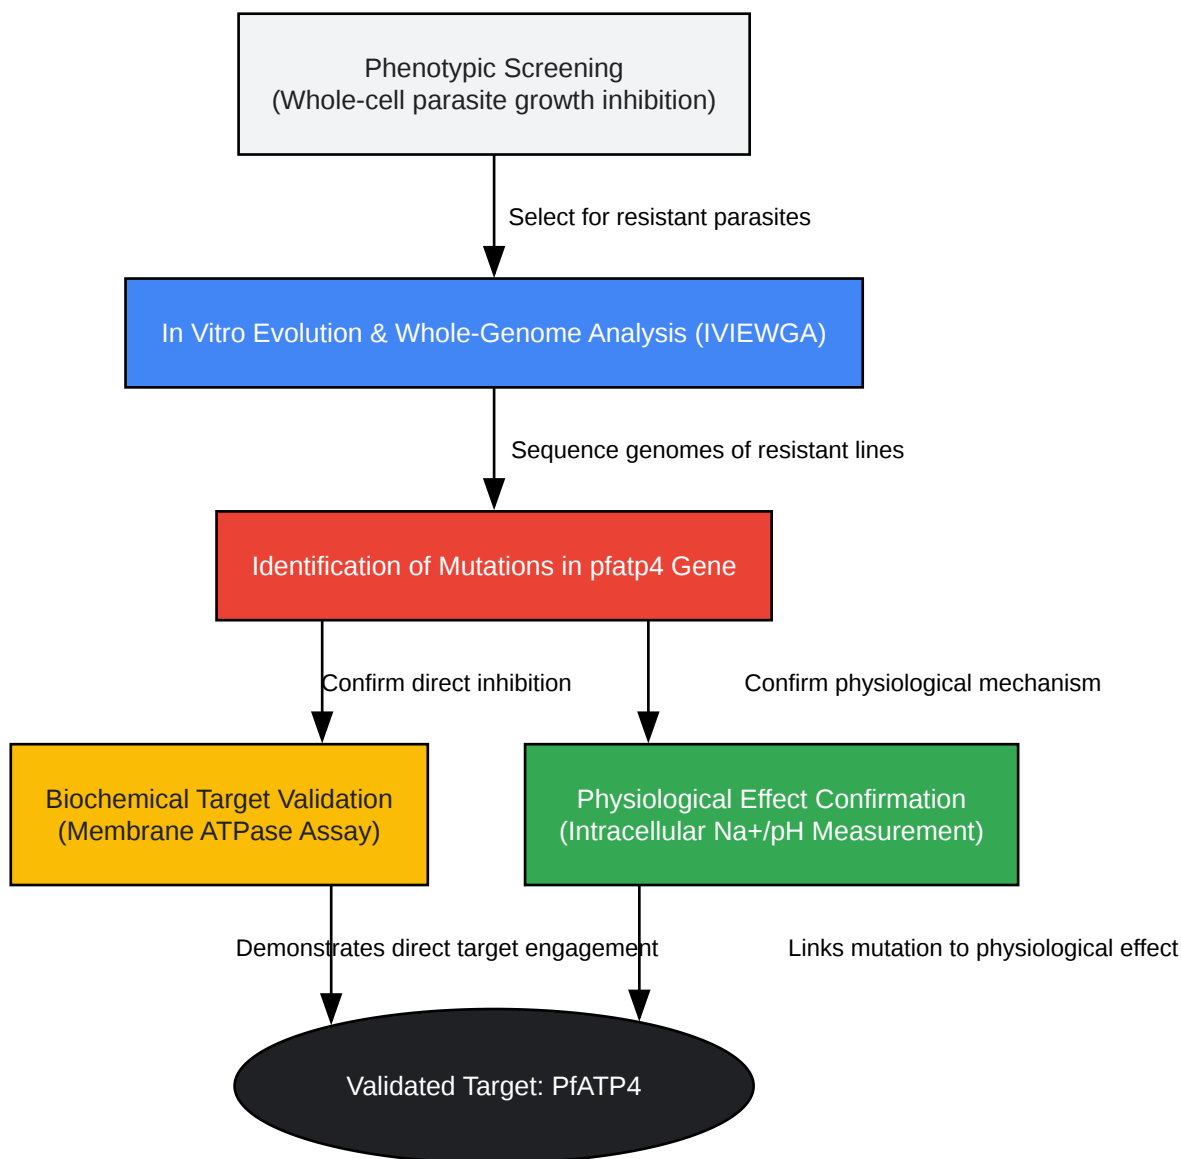 Phenotypic Screening
(Whole-cell parasite growth inhibition)
Select for resistant parasites
In Vitro Evolution & Whole-Genome Analysis (IVIEWGA)
Sequence genomes of resistant lines
Identification of Mutations in pfatp4 Gene
Confirm direct inhibition
Confirm physiological mechanism
Biochemical Target Validation
(Membrane ATPase Assay)
Physiological Effect Confirmation
(Intracellular Na+/pH Measurement)
Demonstrates direct target engagement
Links mutation to physiological effect
Validated Target: PfATP4